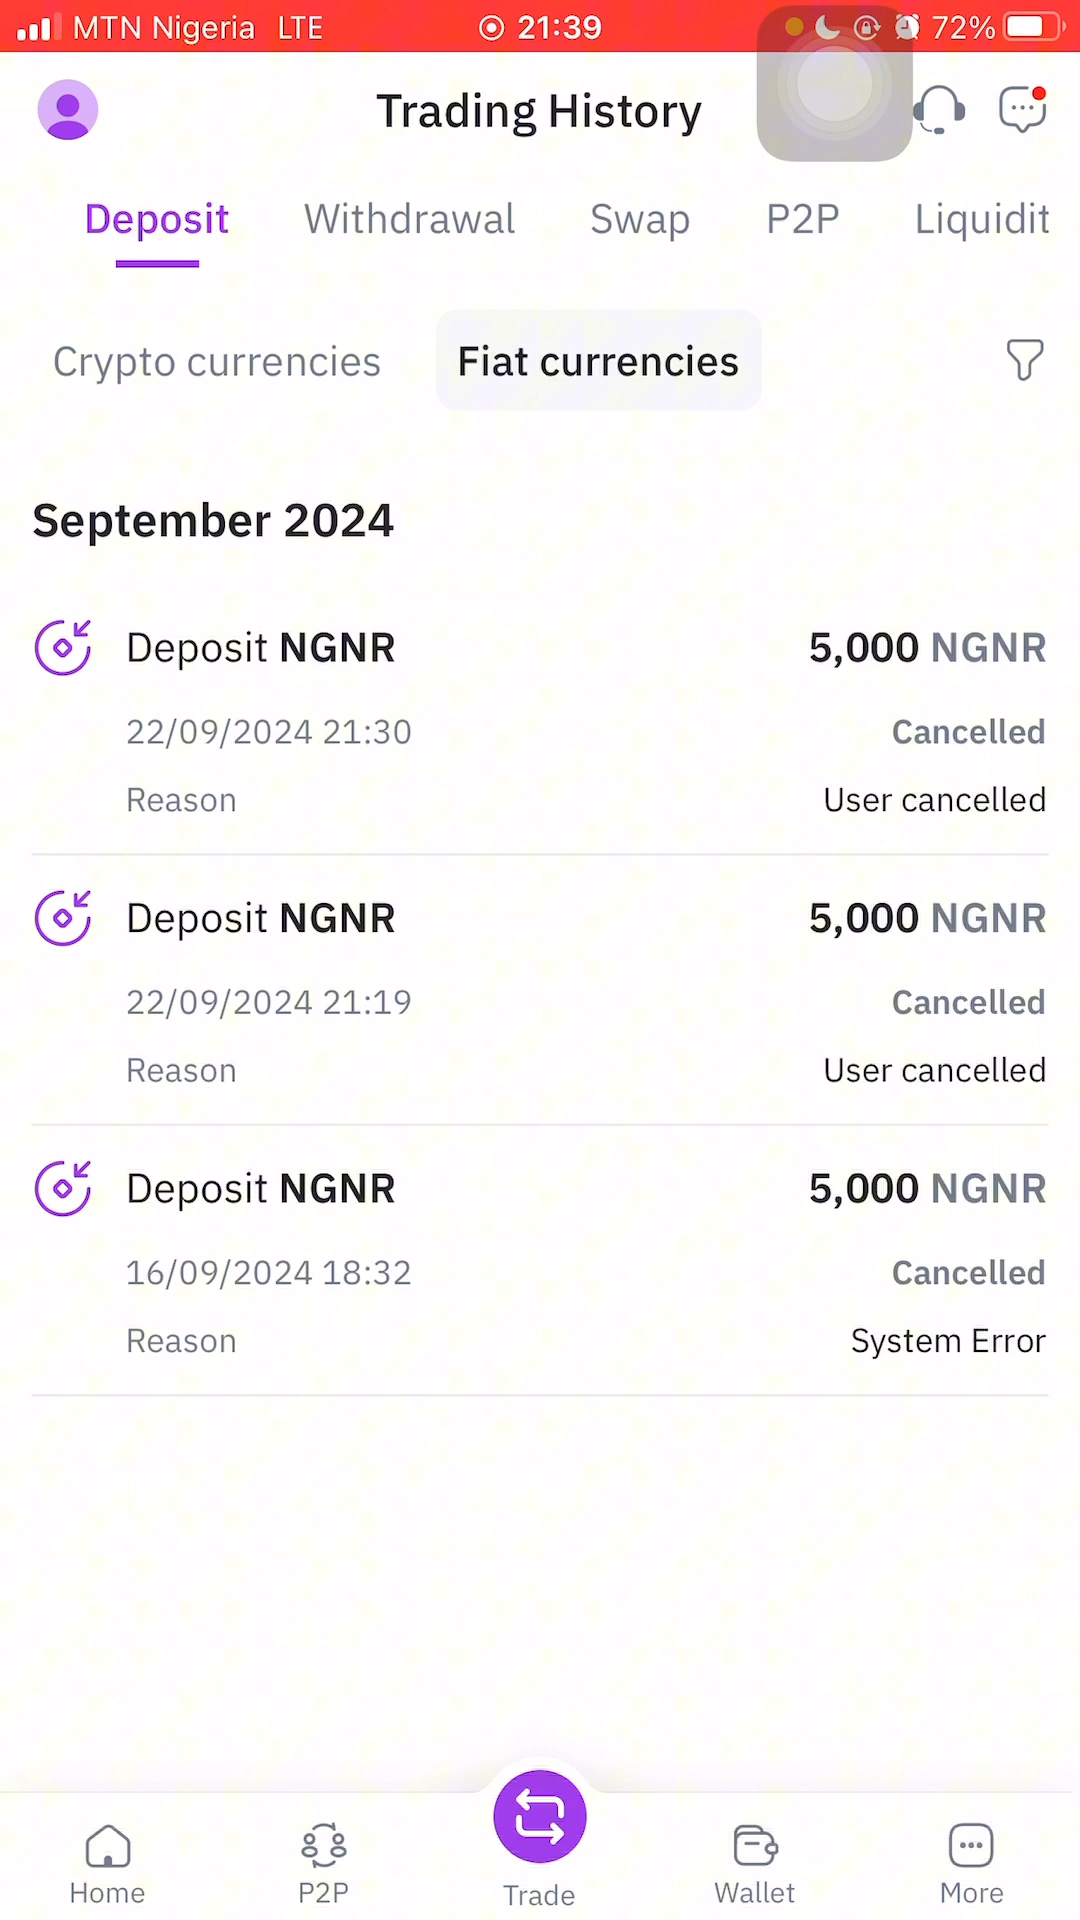 MTN Nigeria LTE 21:39 72%
Trading History
Deposit Withdrawal Swap P2P Liquidit
Crypto currencies Fiat currencies
September 2024
Deposit NGNR 5,000 NGNR
22/09/2024 21:30 Cancelled
Reason User cancelled
Deposit NGNR 5,000 NGNR
22/09/2024 21:19 Cancelled
Reason User cancelled
Deposit NGNR 5,000 NGNR
16/09/2024 18:32 Cancelled
Reason System Error
Home P2P Trade Wallet More